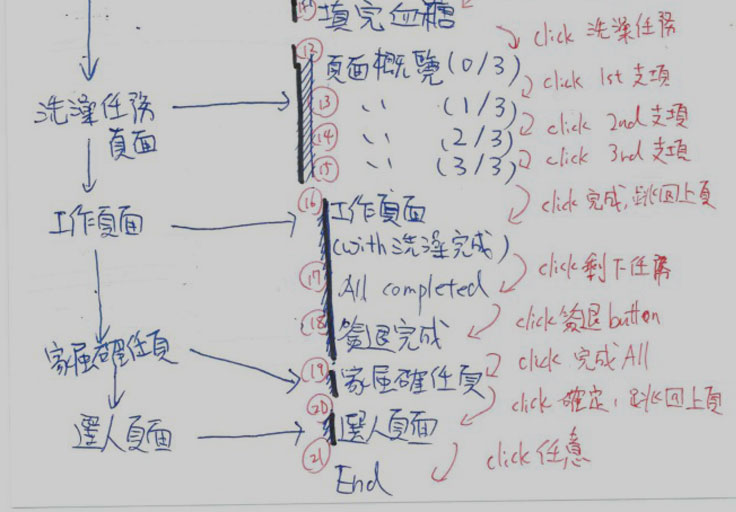 填完血糖
click 洗澡任務
⑫ 頁面概覽(0/3)
click 1st 支項
洗澡任務
頁面
⑬ 〃 (1/3)
click 2nd 支項
⑭ 〃 (2/3)
click 3rd 支項
⑮ 〃 (3/3)
click 完成,跳回上頁
工作頁面
⑯ 工作頁面
(with洗澡完成)
click 剩下任務
⑰ All completed
click 簽退 button
⑱ 簽退完成
click 完成 All
家屬確任頁
⑲ 家屬確任頁
click 確定,跳回上頁
選人頁面
⑳ 選人頁面
click 任意
㉑ End